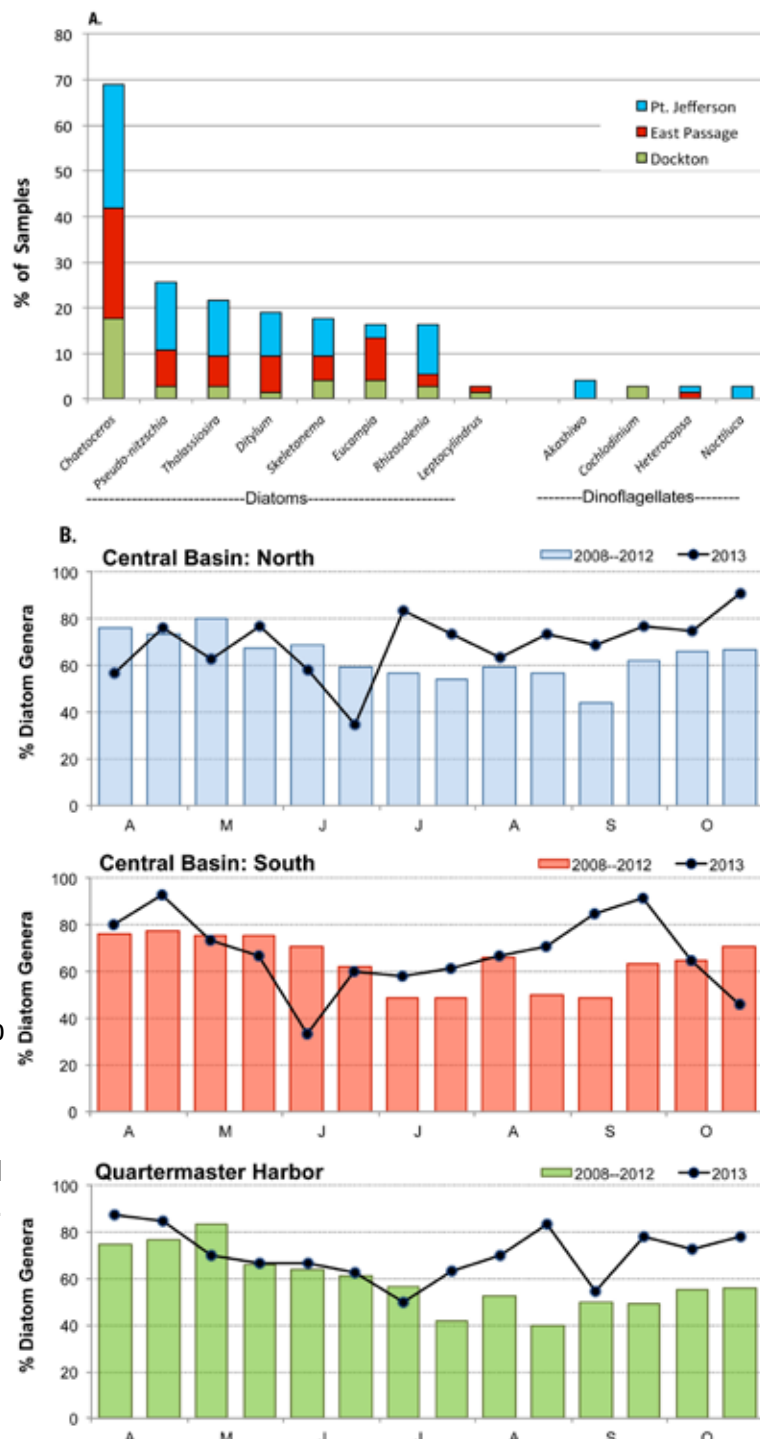 A.
80
70
60
50
40
30
20
10
0
% of Samples
Pt. Jefferson
East Passage
Dockton
Chaetoceros
Pseudo-nitzschia
Thalassiosira
Ditylum
Skeletonema
Eucampia
Rhizosolenia
Leptocylindrus
Akashiwo
Cochlodinium
Heterocapsa
Noctiluca
-----------------------Diatoms-----------------------
--------Dinoflagellates--------
B.
Central Basin: North
2008--2012
2013
100
80
60
40
20
0
% Diatom Genera
A M J J A S O
Central Basin: South
2008--2012
2013
100
80
60
40
20
0
% Diatom Genera
A M J J A S O
Quartermaster Harbor
2008--2012
2013
100
80
60
40
20
0
% Diatom Genera
A M J J A S O